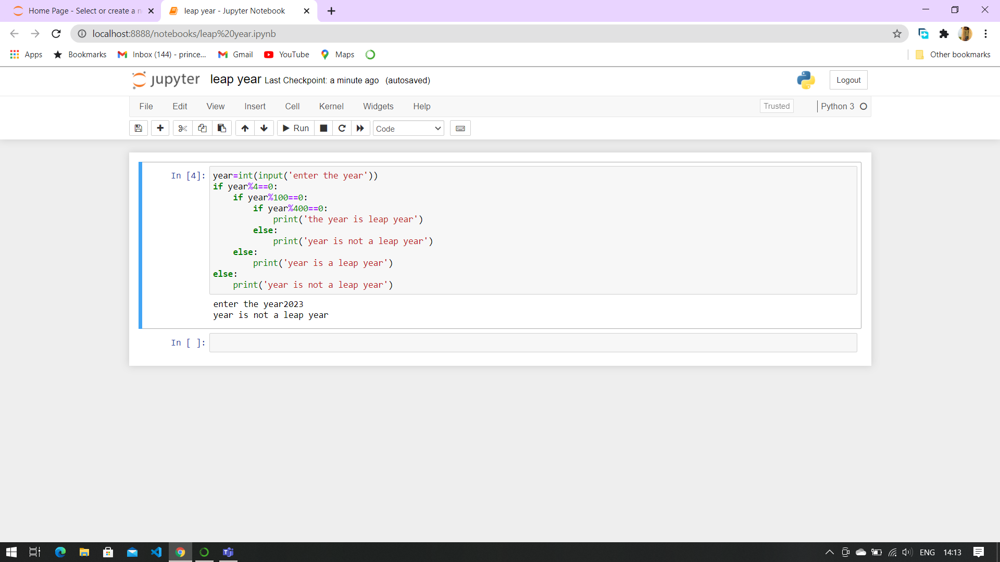 Home Page - Select or create a n
leap year - Jupyter Notebook
localhost:8888/notebooks/leap%20year.ipynb
Apps Bookmarks Inbox (144) - prince... Gmail YouTube Maps Other bookmarks
jupyter leap year Last Checkpoint: a minute ago (autosaved) Logout
File Edit View Insert Cell Kernel Widgets Help Trusted Python 3
Run Code
In [4]: year=int(input('enter the year'))
if year%4==0:
    if year%100==0:
        if year%400==0:
            print('the year is leap year')
        else:
            print('year is not a leap year')
    else:
        print('year is a leap year')
else:
    print('year is not a leap year')
enter the year2023
year is not a leap year
In [ ]:
ENG 14:13